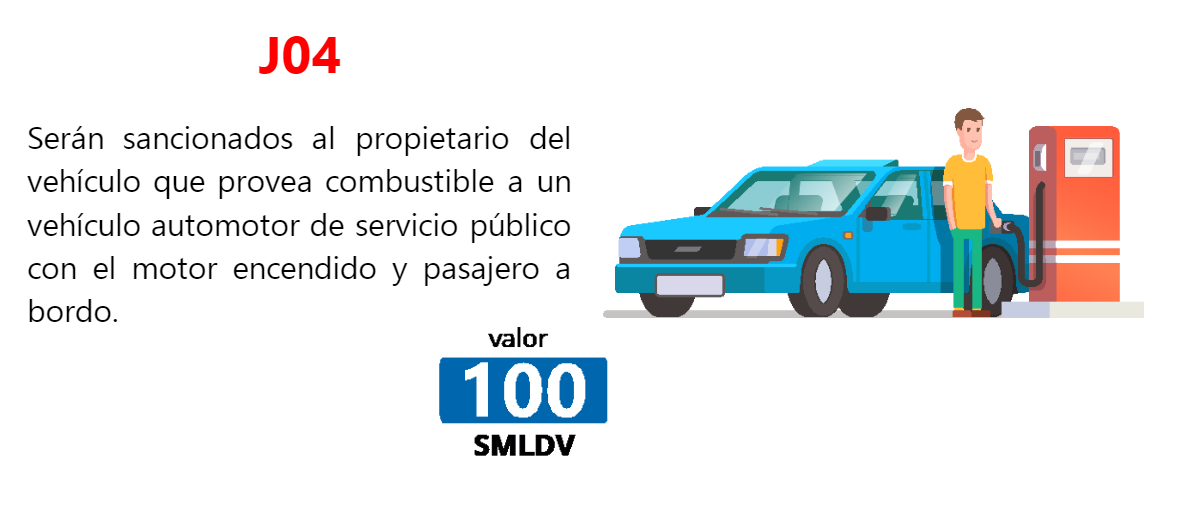 J04
Serán sancionados al propietario del
vehículo que provea combustible a un
vehículo automotor de servicio público
con el motor encendido y pasajero a
bordo.
valor
100
SMLDV